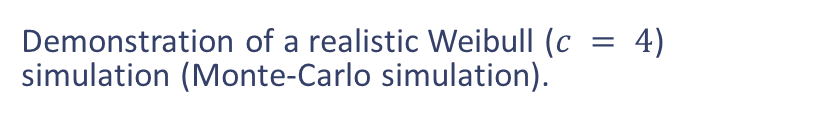 Demonstration of a realistic Weibull (c = 4)
simulation (Monte-Carlo simulation).